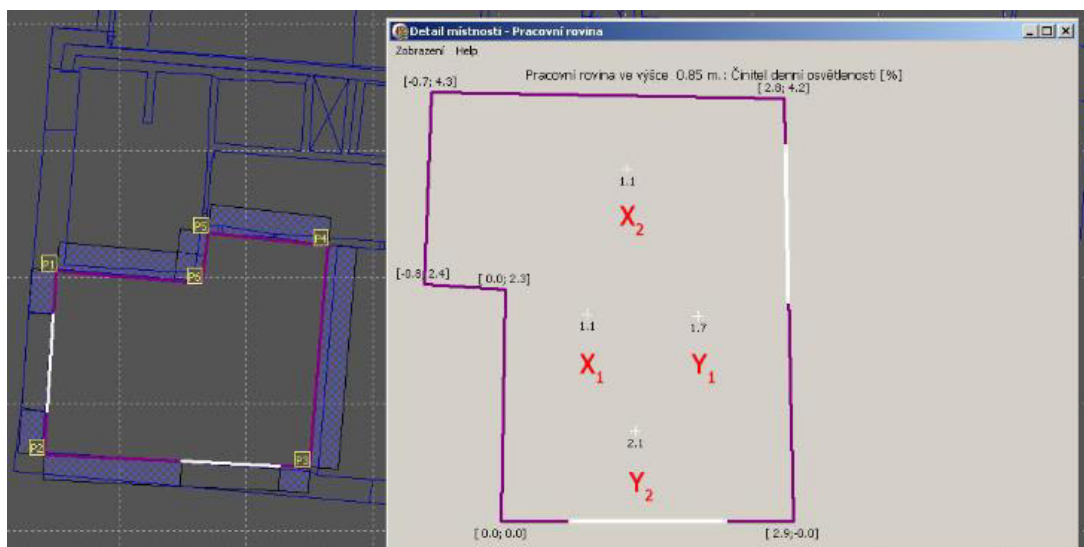 Detail místnosti - Pracovní rovina
Zobrazení Help
Pracovní rovina ve výšce 0.85 m.: Činitel denní osvětlenosti [%]
[-0.7; 4.3]
[ 2.8; 4.2]
1.1
X2
P5
P4
P1
P6
[-0.8; 2.4]
[ 0.0; 2.3]
1.1
1.7
X1
Y1
2.1
Y2
P2
P3
[ 0.0; 0.0]
[ 2.9;-0.0]